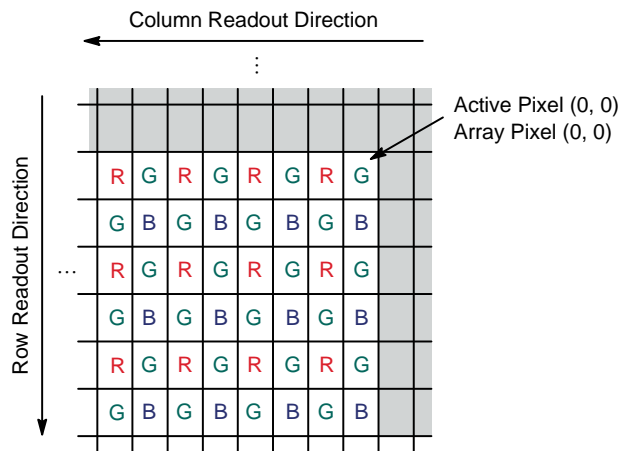 Column Readout Direction
⋮
Active Pixel (0, 0)
Array Pixel (0, 0)
Row Readout Direction
R G R G R G R G
G B G B G B G B
...
R G R G R G R G
G B G B G B G B
R G R G R G R G
G B G B G B G B